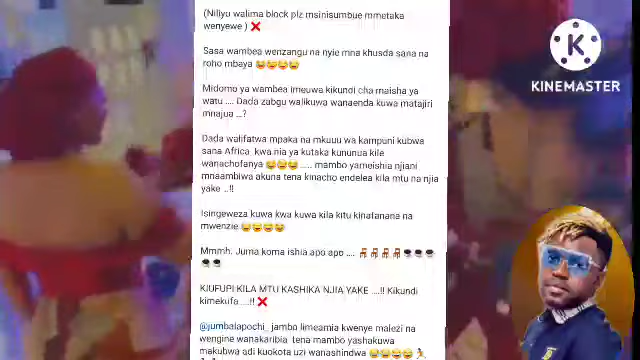 (Niliyo walima block plz msinisumbue mmetaka
wenyewe ) ❌
Sasa wambea wenzangu na nyie mna khusda sana na
roho mbaya 😂😂😂😂
Midomo ya wambea imeuwa kikundi cha maisha ya
watu .... Dada zabgu walikuwa wanaenda kuwa matajiri
mnajua ...?
Dada walifatwa mpaka na mkuuu wa kampuni kubwa
sana Africa kwa nia ya kutaka kununua kile
wanachofanya 😂😂😂 ..... mambo yameishia njiani
mnaambiwa akuna tena kinacho endelea kila mtu na njia
yake ..!!
Isingeweza kuwa kwa kuwa kila kitu kinafanana na
mwenzie 😂😂😂😂
Mmmh. Juma koma ishia apo apo ....
KIUFUPI KILA MTU KASHIKA NJIA YAKE ....!! Kikundi
kimekufa ....!! ❌
@jumbalapochi_ jambo limeamia kwenye malezi na
wengine wanakaribia tena mambo yashakuwa
makubwa adi kuokota uzi wanashindwa 😂😂😂😂🏃
KINEMASTER